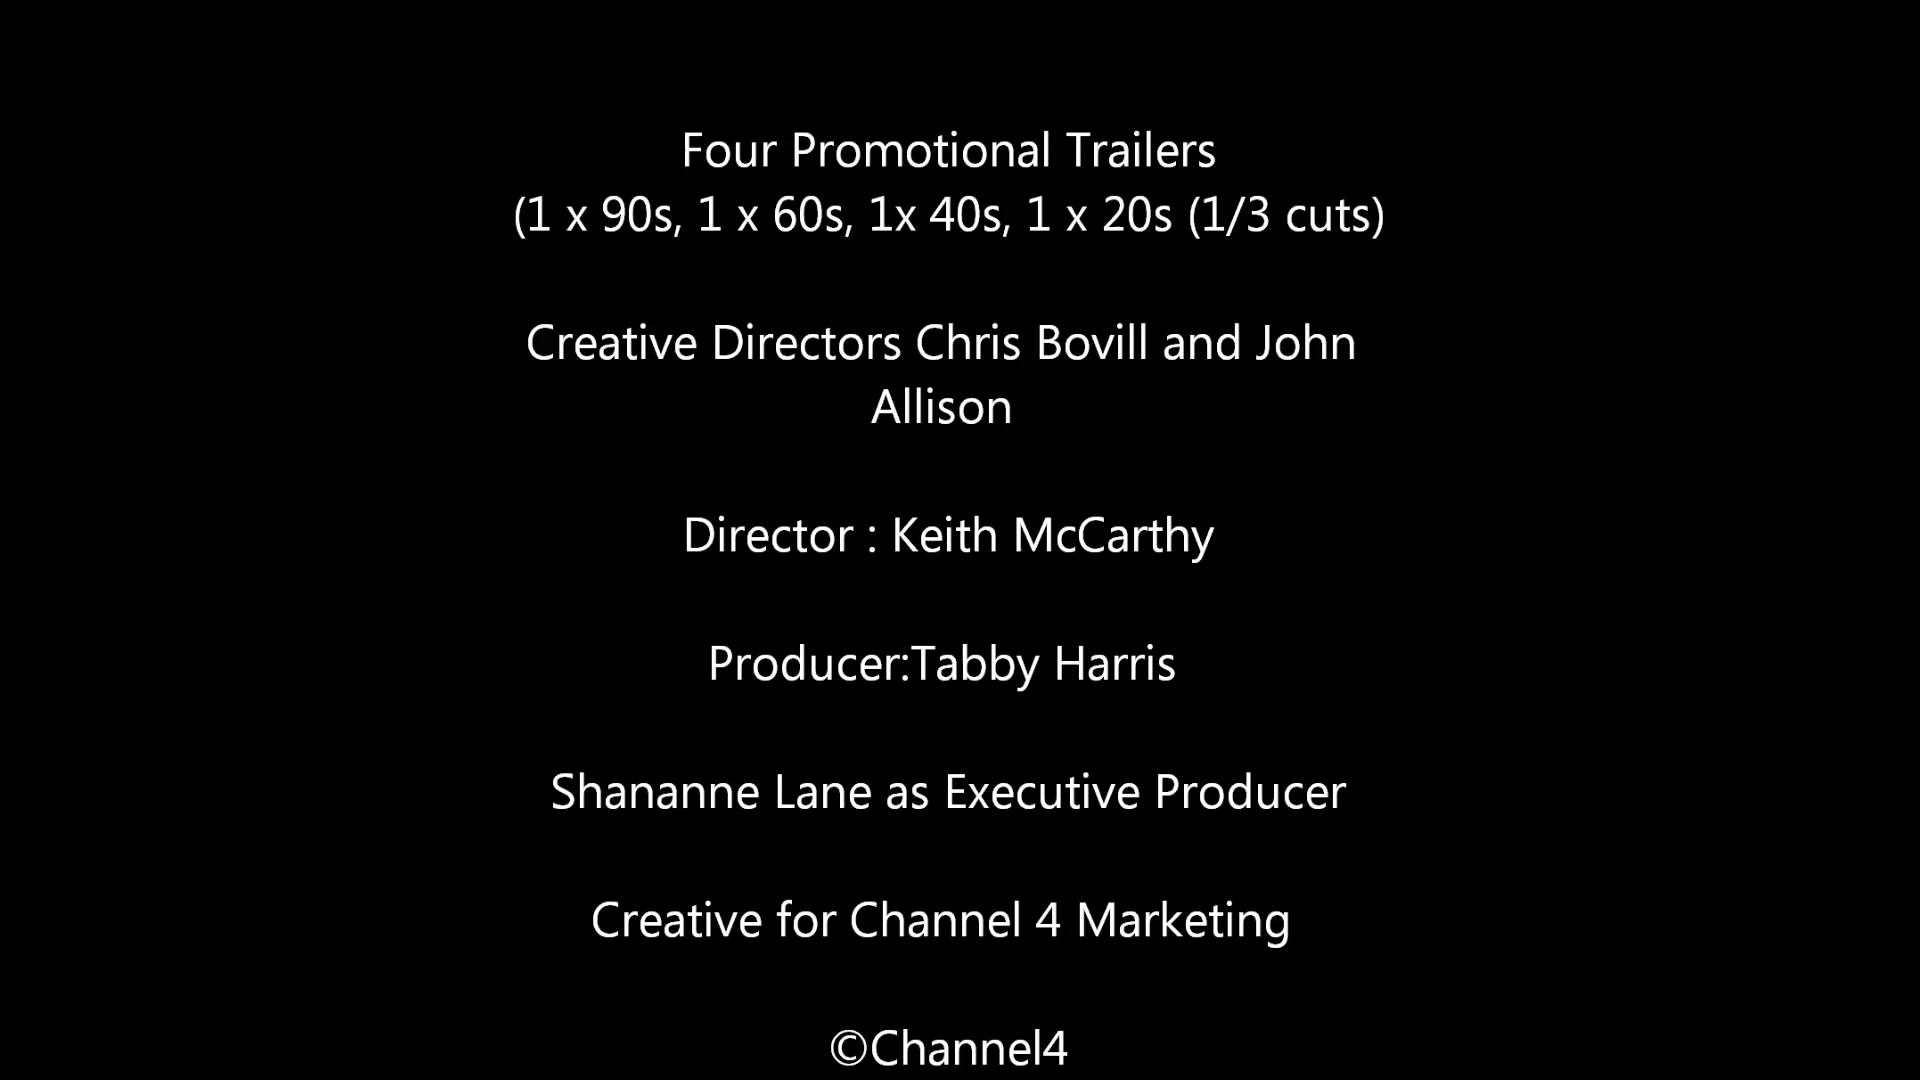 Four Promotional Trailers
(1 x 90s, 1 x 60s, 1x 40s, 1 x 20s (1/3 cuts)
Creative Directors Chris Bovill and John
Allison
Director : Keith McCarthy
Producer:Tabby Harris
Shananne Lane as Executive Producer
Creative for Channel 4 Marketing
©Channel4